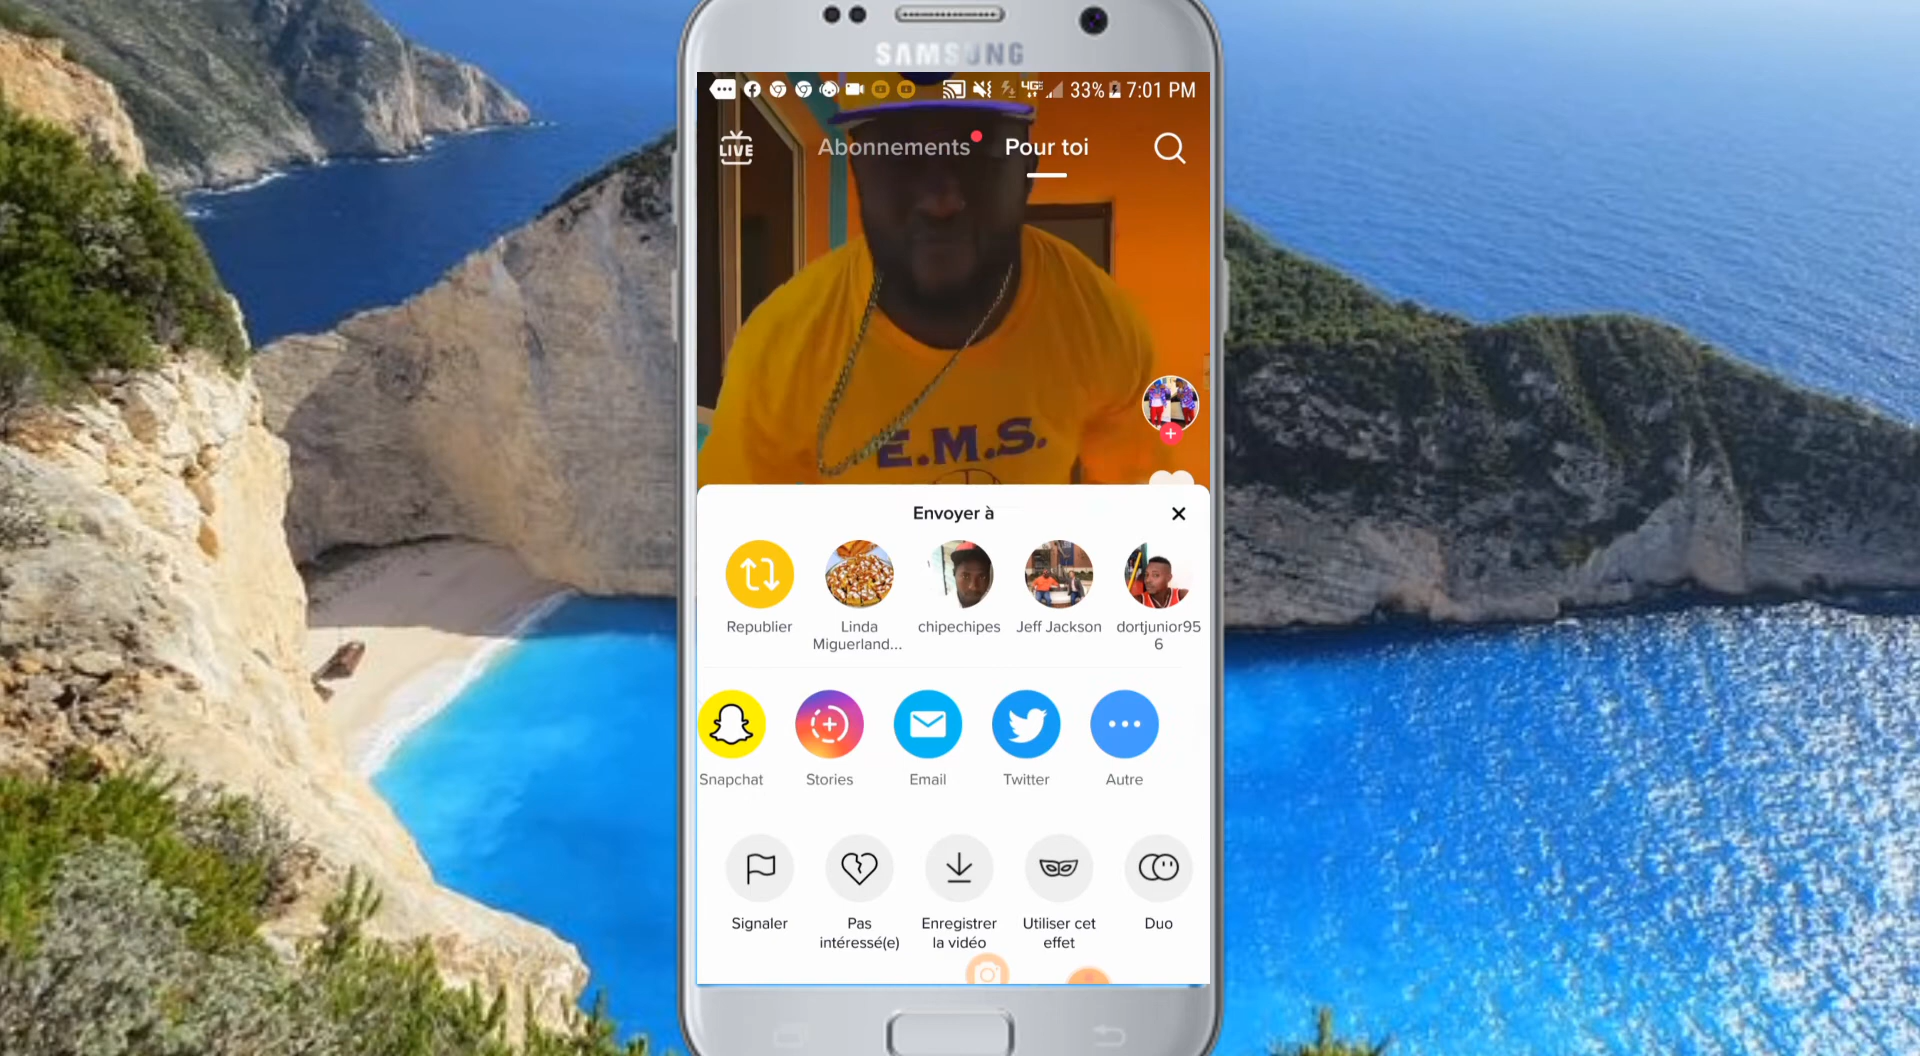 SAMSUNG
4G 33% 7:01 PM
LIVE Abonnements Pour toi
E.M.S.
Envoyer à
Republier
Linda
Miguerland...
chipechipes
Jeff Jackson
dortjunior95
6
Snapchat
Stories
Email
Twitter
Autre
Signaler
Pas
intéressé(e)
Enregistrer
la vidéo
Utiliser cet
effet
Duo